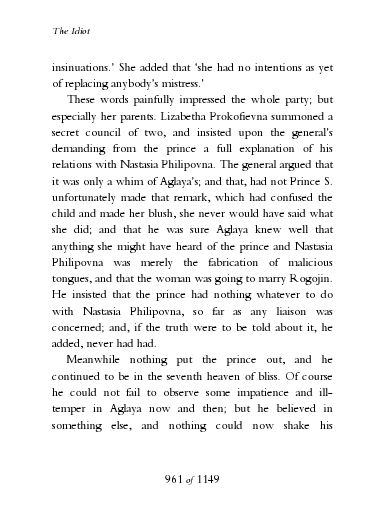 The Idiot
insinuations.' She added that 'she had no intentions as yet
of replacing anybody's mistress.'
These words painfully impressed the whole party; but
especially her parents. Lizabetha Prokofievna summoned a
secret council of two, and insisted upon the general's
demanding from the prince a full explanation of his
relations with Nastasia Philipovna. The general argued that
it was only a whim of Aglaya's; and that, had not Prince S.
unfortunately made that remark, which had confused the
child and made her blush, she never would have said what
she did; and that he was sure Aglaya knew well that
anything she might have heard of the prince and Nastasia
Philipovna was merely the fabrication of malicious
tongues, and that the woman was going to marry Rogojin.
He insisted that the prince had nothing whatever to do
with Nastasia Philipovna, so far as any liaison was
concerned; and, if the truth were to be told about it, he
added, never had had.
Meanwhile nothing put the prince out, and he
continued to be in the seventh heaven of bliss. Of course
he could not fail to observe some impatience and ill-
temper in Aglaya now and then; but he believed in
something else, and nothing could now shake his
961 of 1149